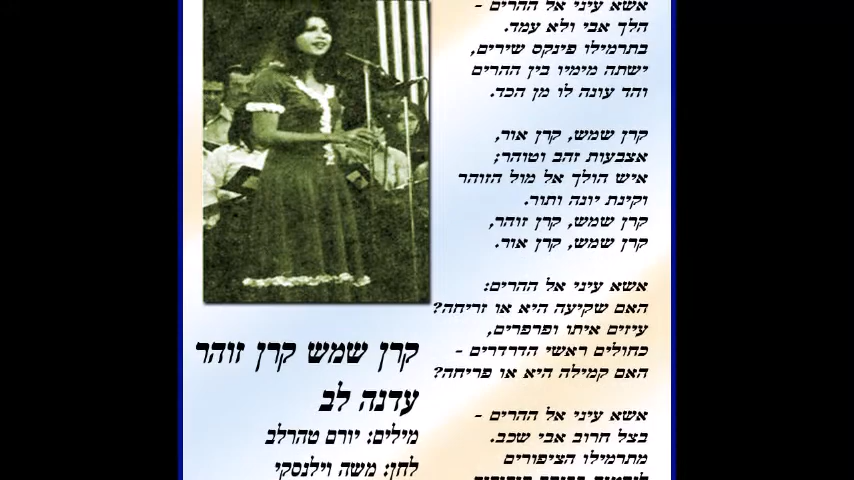 אשא עיני אל ההרים -
הלך אבי ולא עמד.
בתרמילו פינקס שירים,
ישתה מימיו בין ההרים
והד עונה לו מן הכד.
קרן שמש, קרן אור,
אצבעות זהב וטוהר;
איש הולך אל מול הזוהר
וקינת יונה ותור.
קרן שמש, קרן זוהר,
קרן שמש, קרן אור.
אשא עיני אל ההרים:
האם שקיעה היא או זריחה?
עיזים איתו ופרפרים,
כחולים ראשי הדרדרים -
האם קמילה היא או פריחה?
אשא עיני אל ההרים -
בצל חרוב אבי שכב.
מתרמילו הציפורים
קרן שמש קרן זוהר
עדנה לב
מילים: יורם טהרלב
לחן: משה וילנסקי